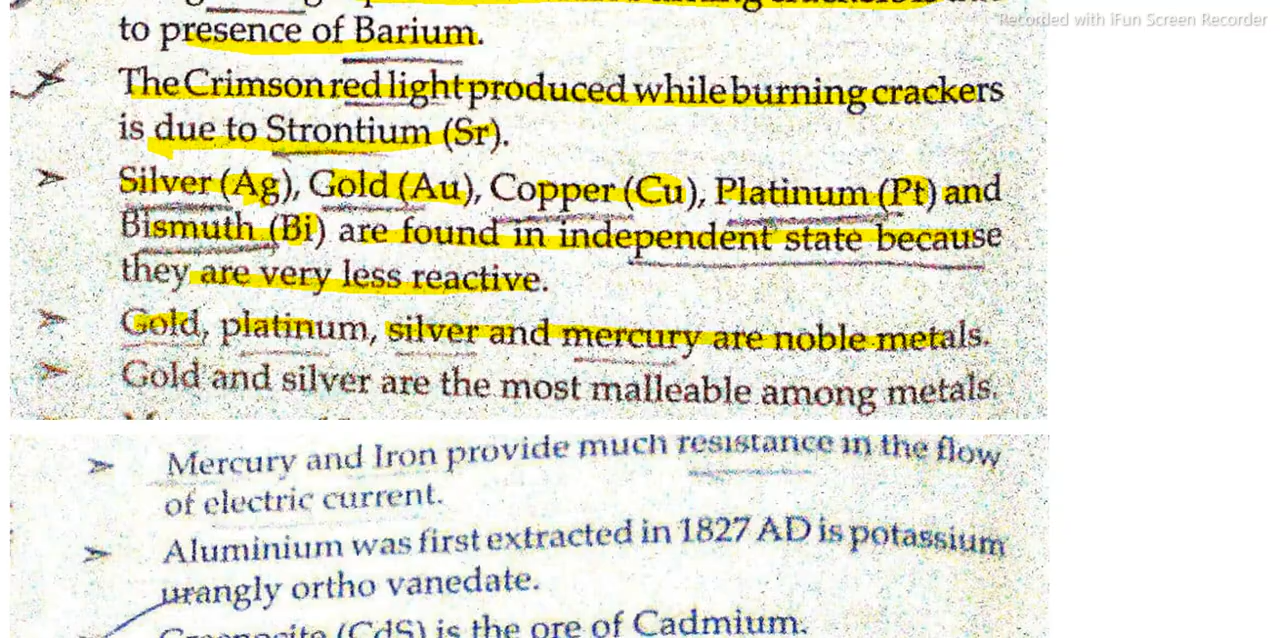 Recorded with iFun Screen Recorder
to presence of Barium.
The Crimson red light produced while burning crackers
is due to Strontium (Sr).
Silver (Ag), Gold (Au), Copper (Cu), Platinum (Pt) and
Bismuth (Bi) are found in independent state because
they are very less reactive.
Gold, platinum, silver and mercury are noble metals.
Gold and silver are the most malleable among metals.
Mercury and Iron provide much resistance in the flow
of electric current.
Aluminium was first extracted in 1827 AD is potassium
urangly ortho vanedate.
(CdS) is the ore of Cadmium.